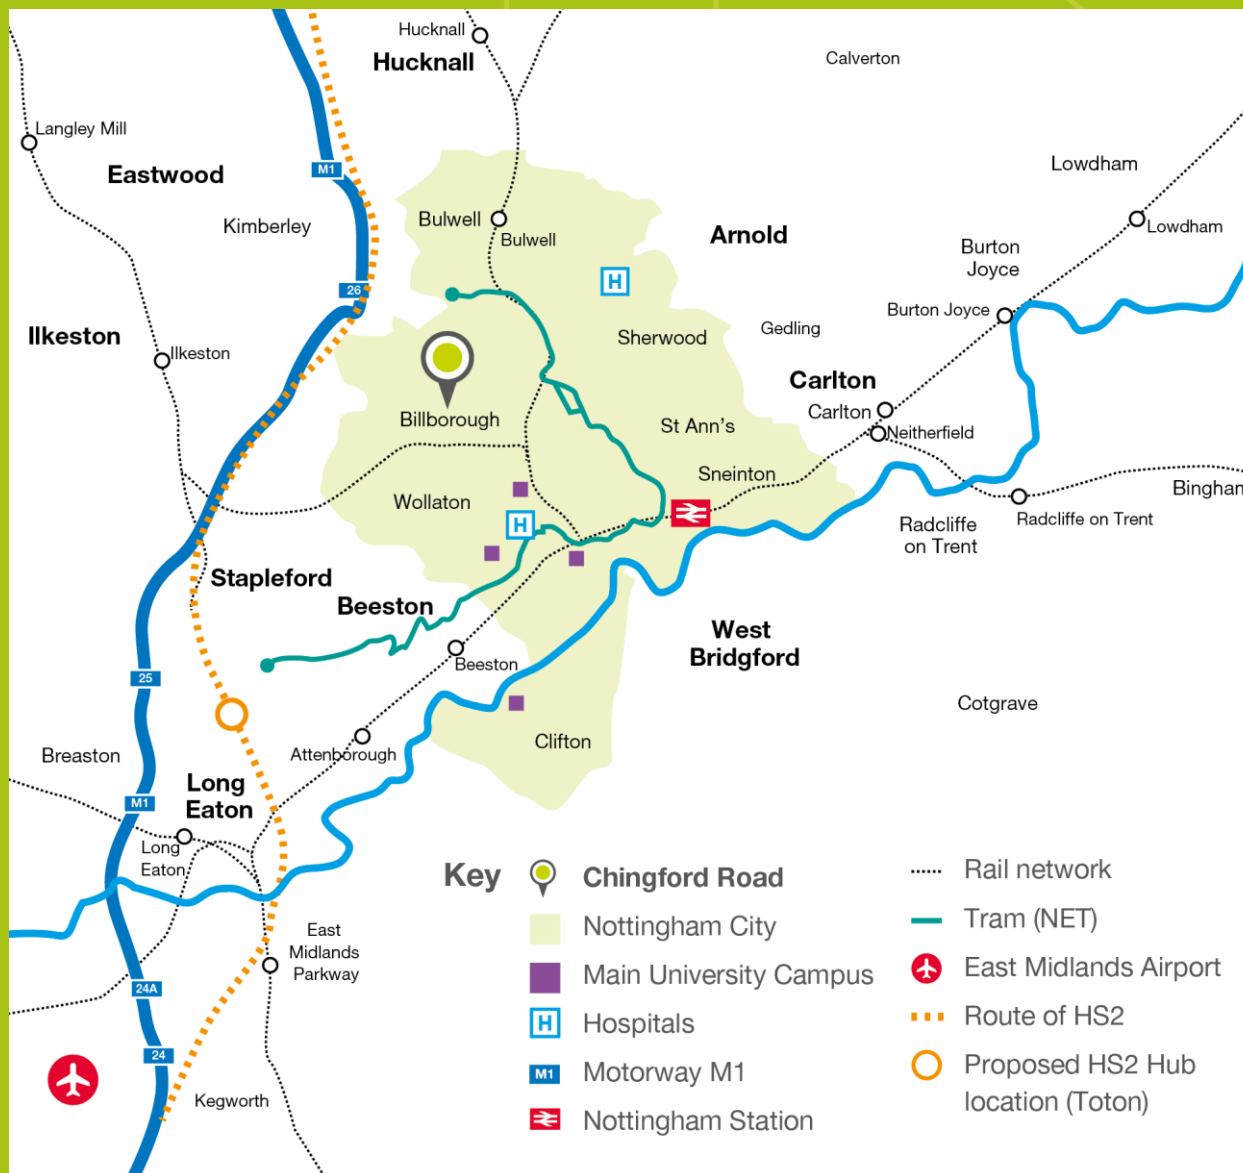 Hucknall
Hucknall
Calverton
Langley Mill
Eastwood
M1
Lowdham
Kimberley
Bulwell
Bulwell
Arnold
Lowdham
Burton
Joyce
26
H
Burton Joyce
Ilkeston
Ilkeston
Sherwood
Gedling
Carlton
Carlton
Billborough
St Ann's
Neitherfield
Sneinton
Wollaton
Bingham
H
Radcliffe
on Trent
Radcliffe on Trent
Stapleford
Beeston
West
Bridgford
Beeston
25
Cotgrave
Clifton
Breaston
Attenborough
Long
Eaton
M1
Long
Eaton
East
Midlands
Parkway
24A
24
Kegworth
Key
Chingford Road
Nottingham City
Main University Campus
H
Hospitals
M1
Motorway M1
Nottingham Station
Rail network
Tram (NET)
East Midlands Airport
Route of HS2
Proposed HS2 Hub
location (Toton)